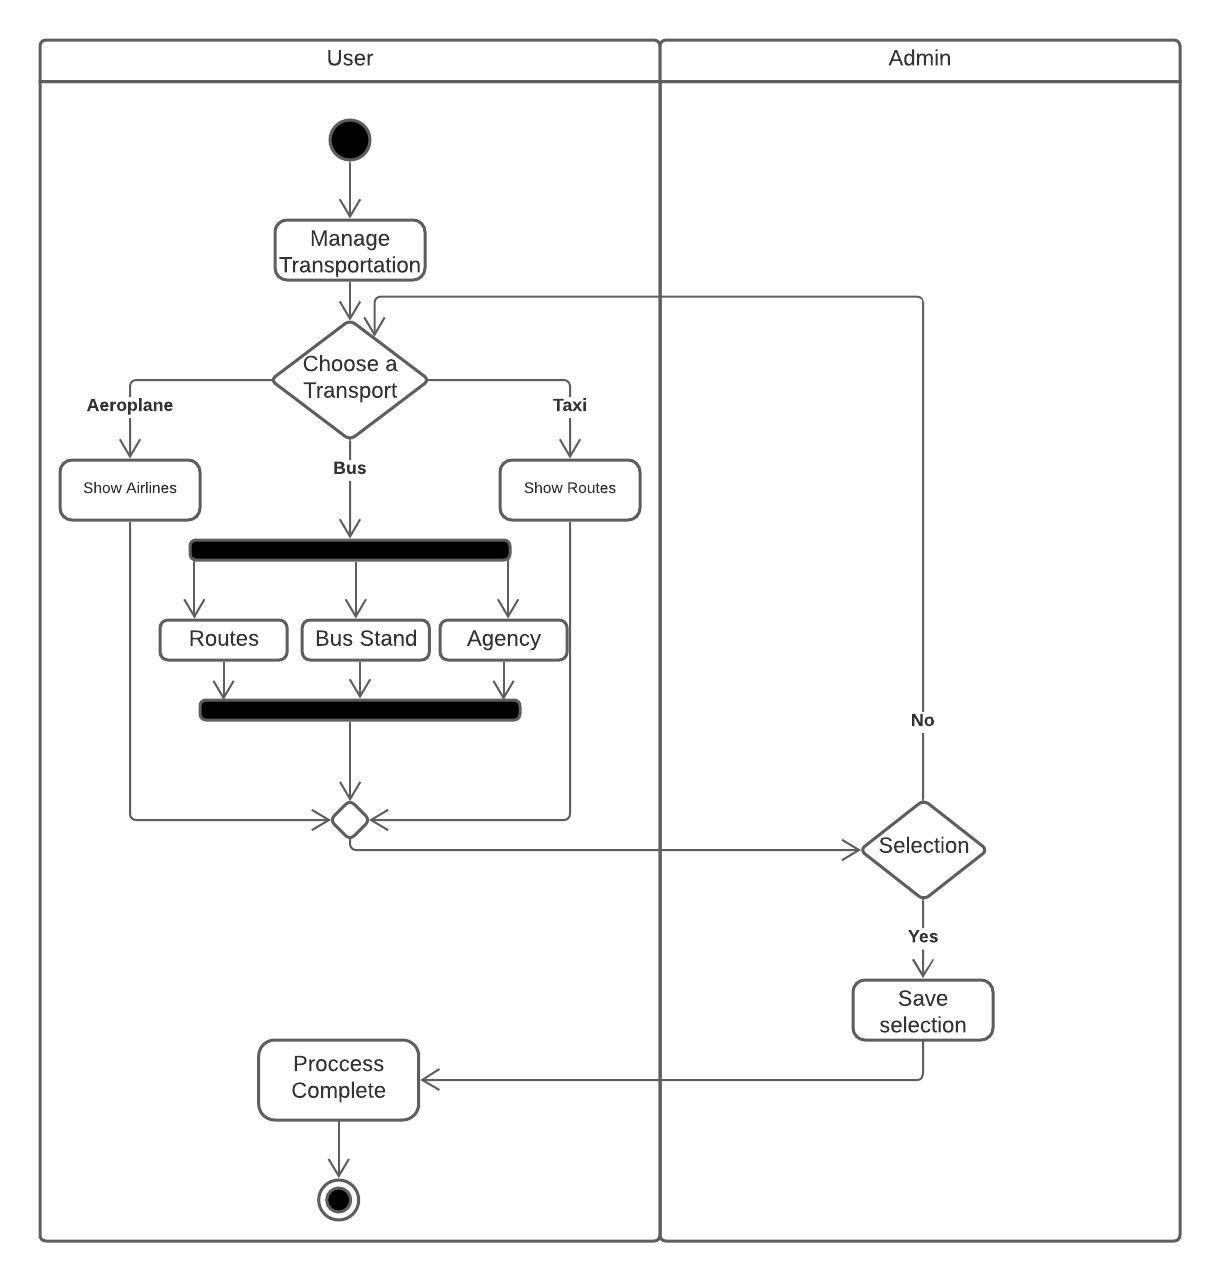 User
Admin
Manage
Transportation
Choose a
Transport
Aeroplane
Taxi
Bus
Show Airlines
Show Routes
Routes
Bus Stand
Agency
No
Selection
Yes
Save
selection
Proccess
Complete